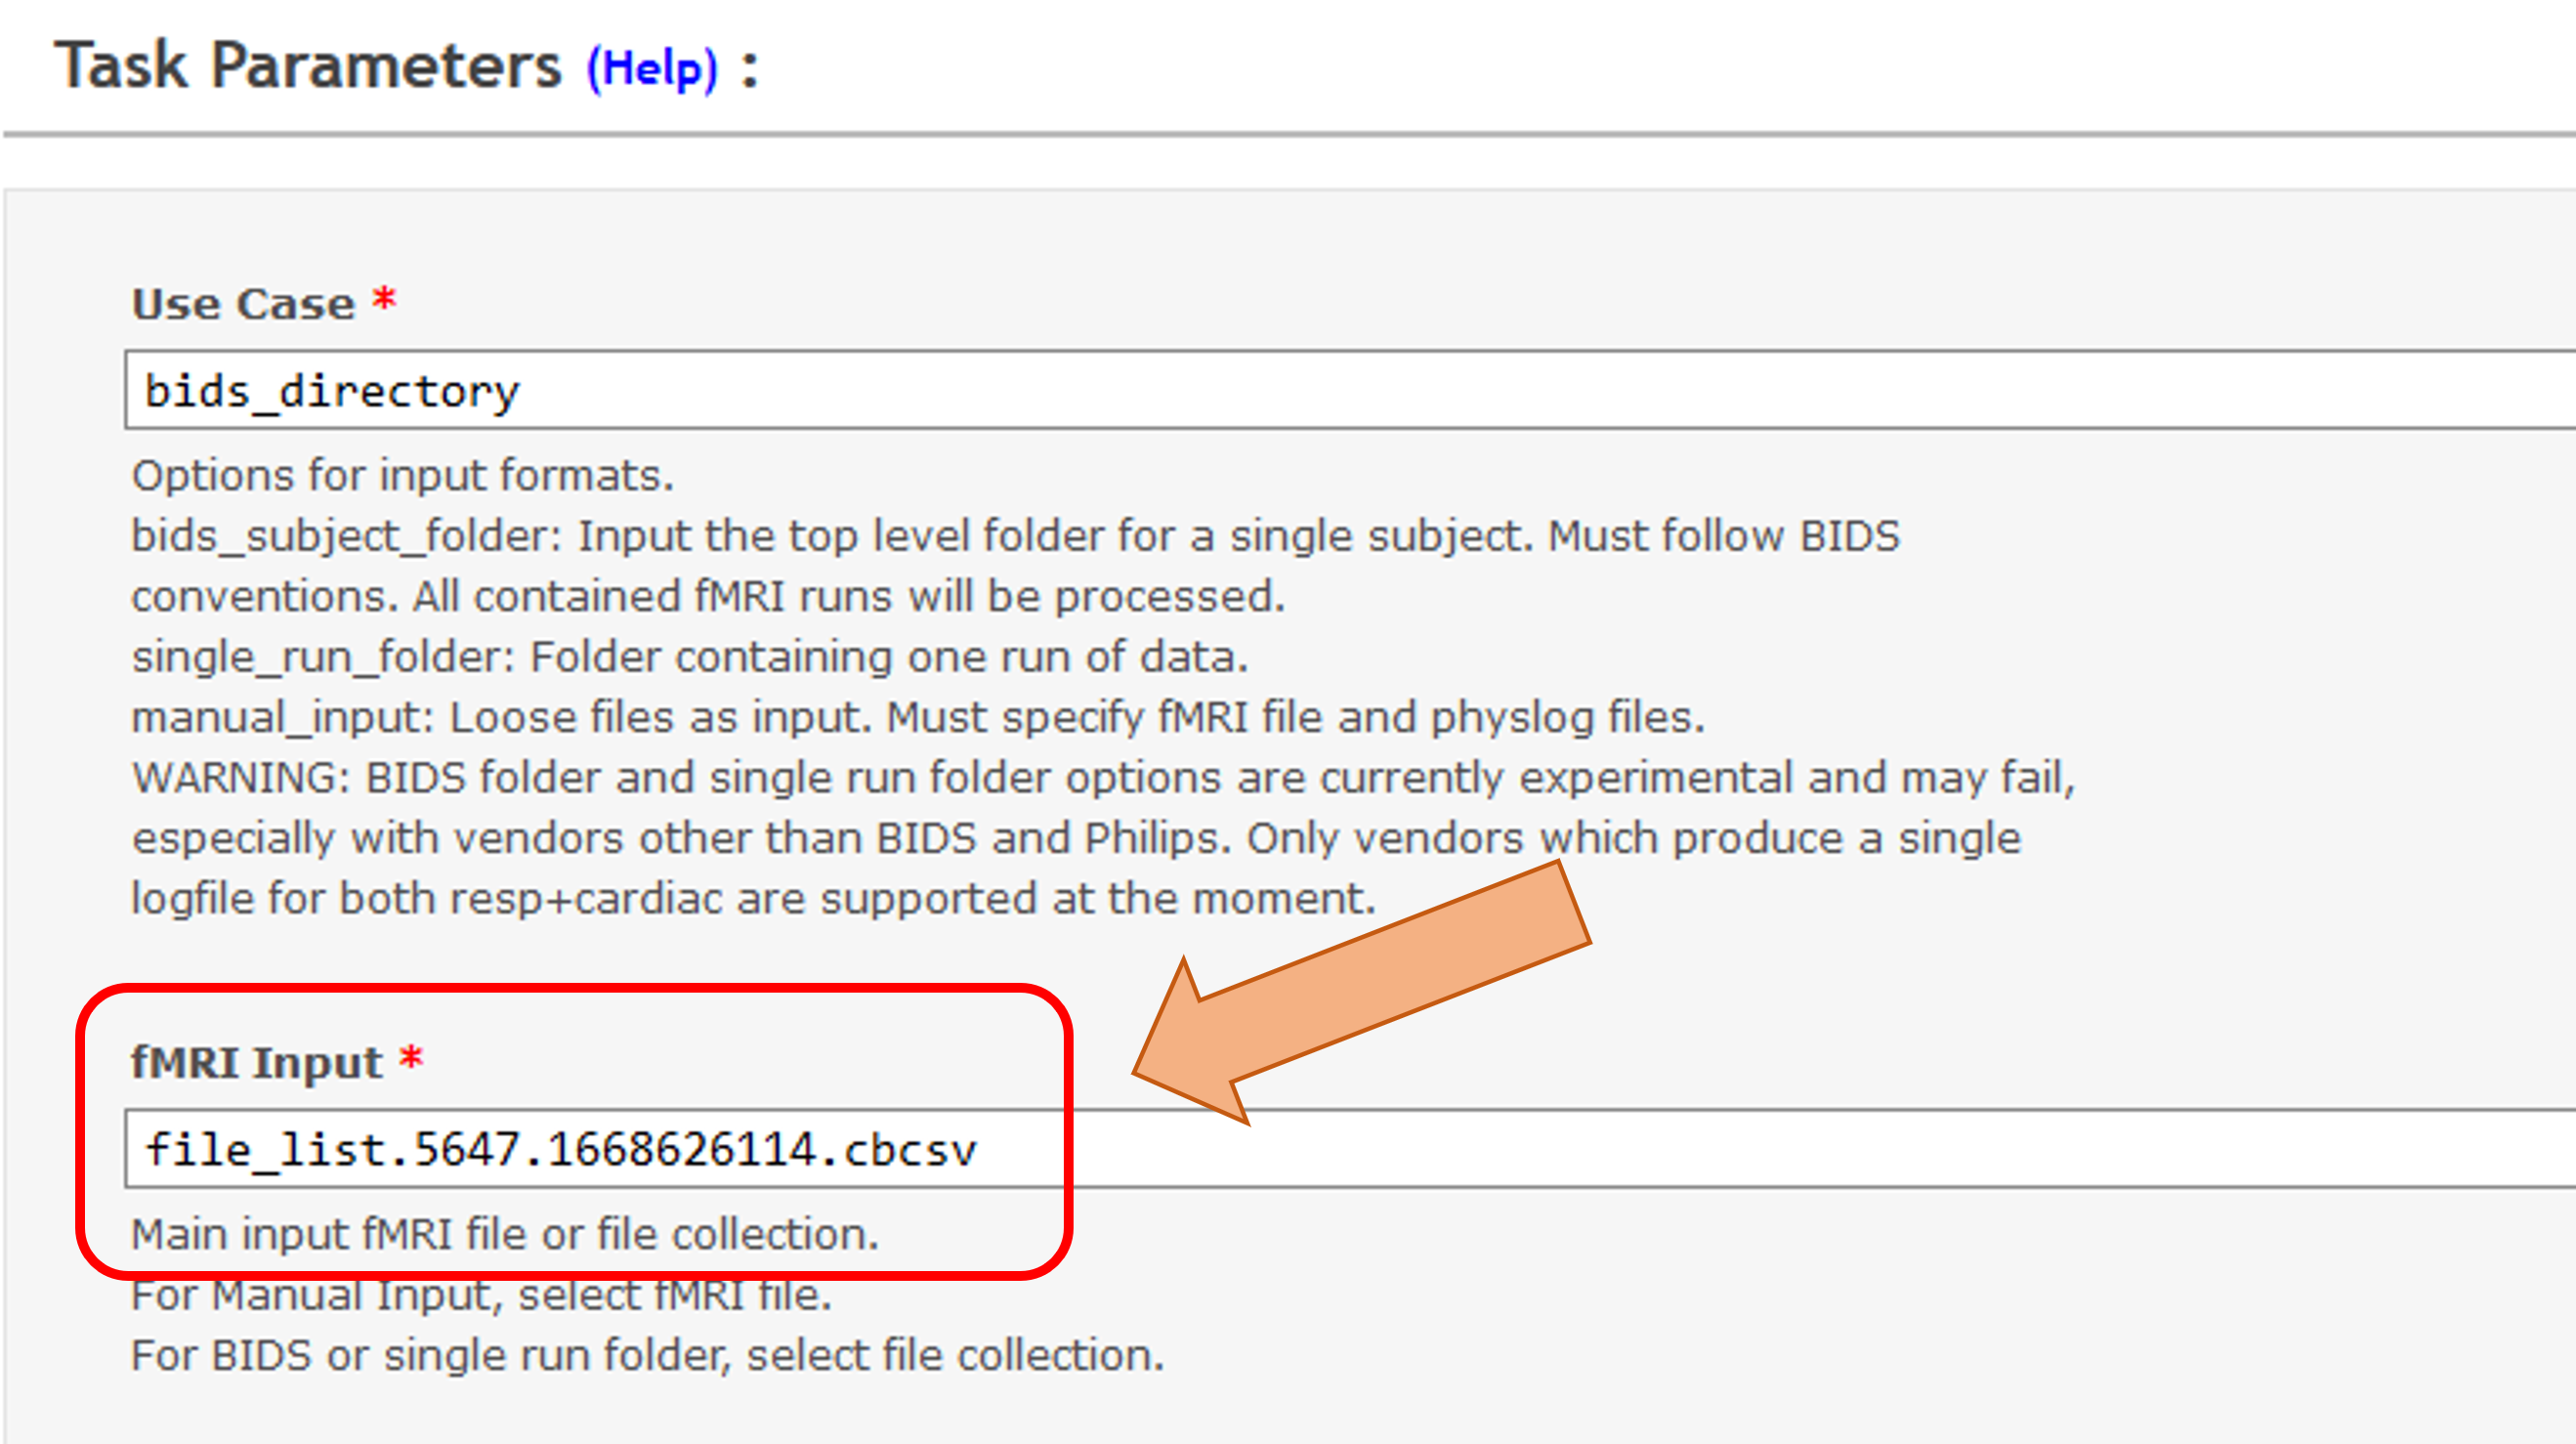 Task Parameters (Help) :
Use Case *
bids_directory
Options for input formats.
bids_subject_folder: Input the top level folder for a single subject. Must follow BIDS
conventions. All contained fMRI runs will be processed.
single_run_folder: Folder containing one run of data.
manual_input: Loose files as input. Must specify fMRI file and physlog files.
WARNING: BIDS folder and single run folder options are currently experimental and may fail,
especially with vendors other than BIDS and Philips. Only vendors which produce a single
logfile for both resp+cardiac are supported at the moment.
fMRI Input *
file_list.5647.1668626114.cbcsv
Main input fMRI file or file collection.
For Manual Input, select fMRI file.
For BIDS or single run folder, select file collection.